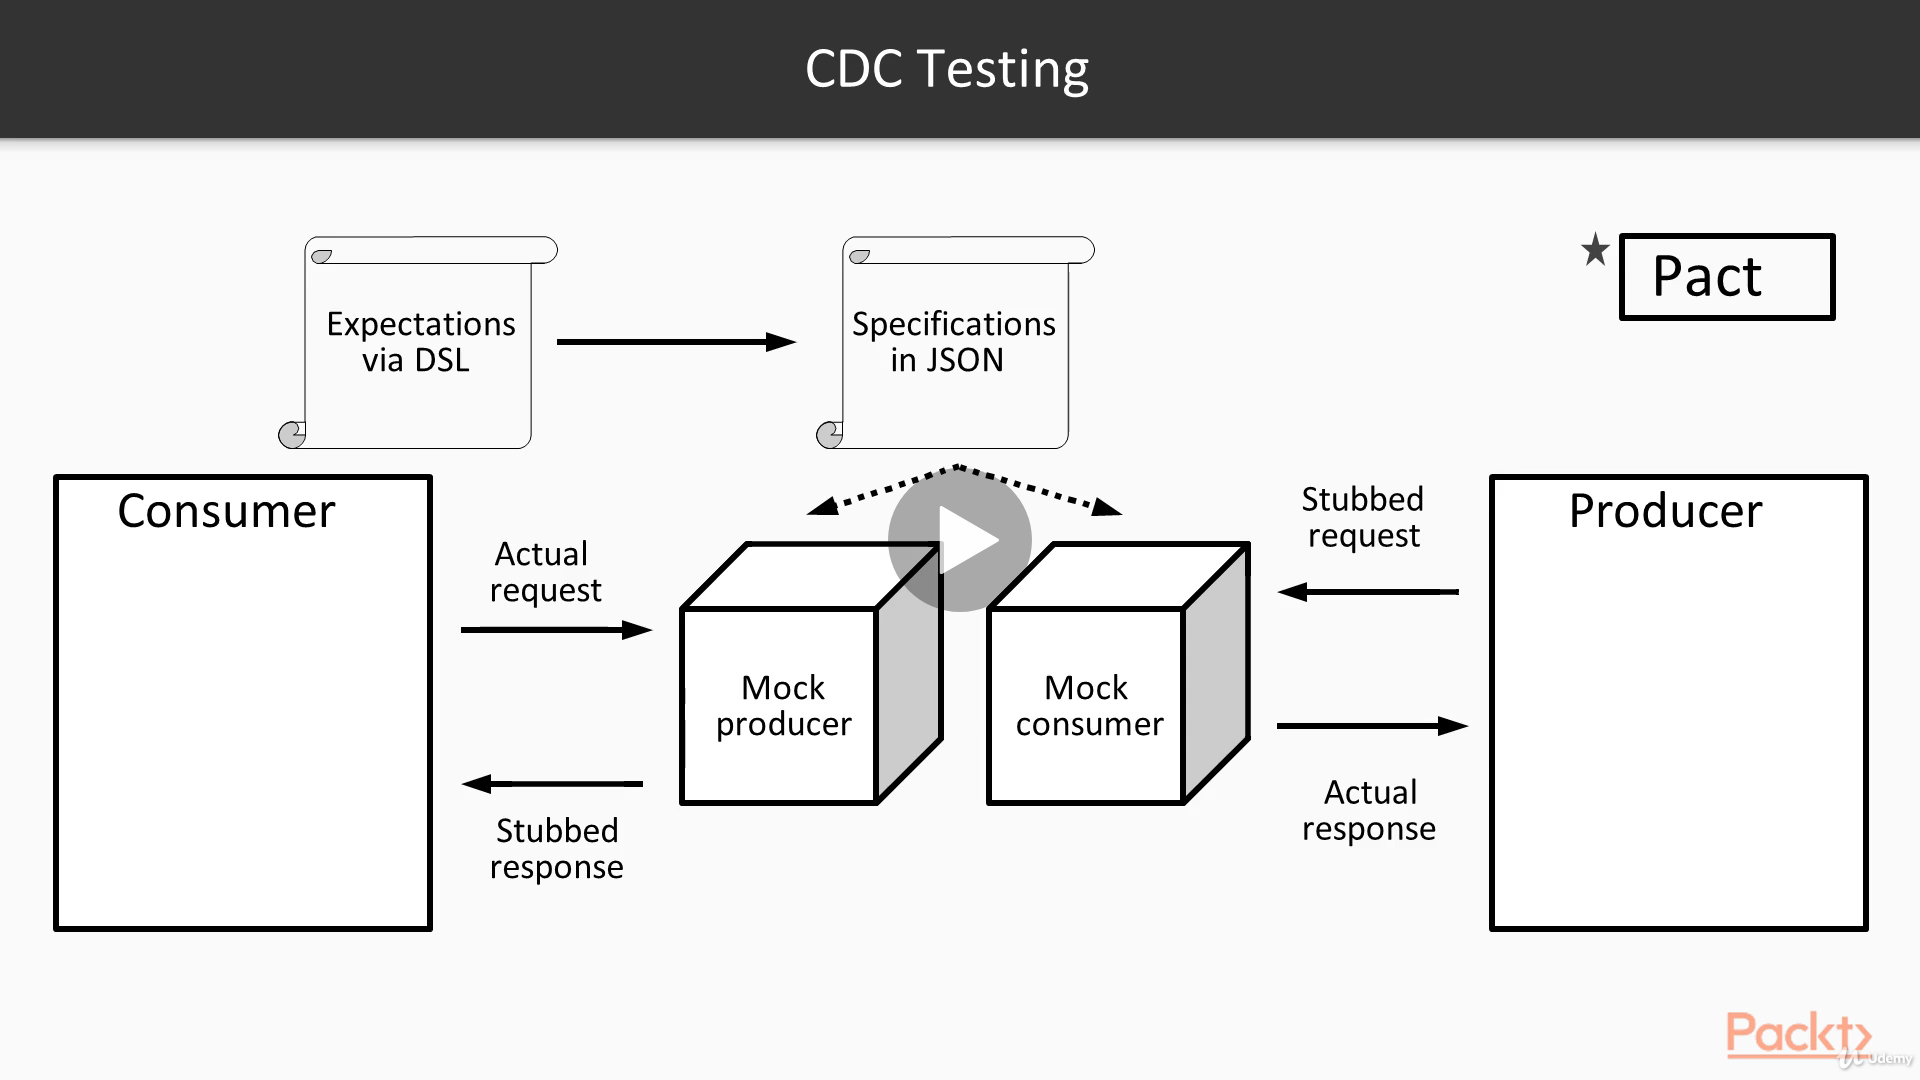 CDC Testing
Expectations
via DSL
Specifications
in JSON
Pact
Consumer
Actual
request
Stubbed
response
Mock
producer
Mock
consumer
Stubbed
request
Actual
response
Producer
Packt
Udemy